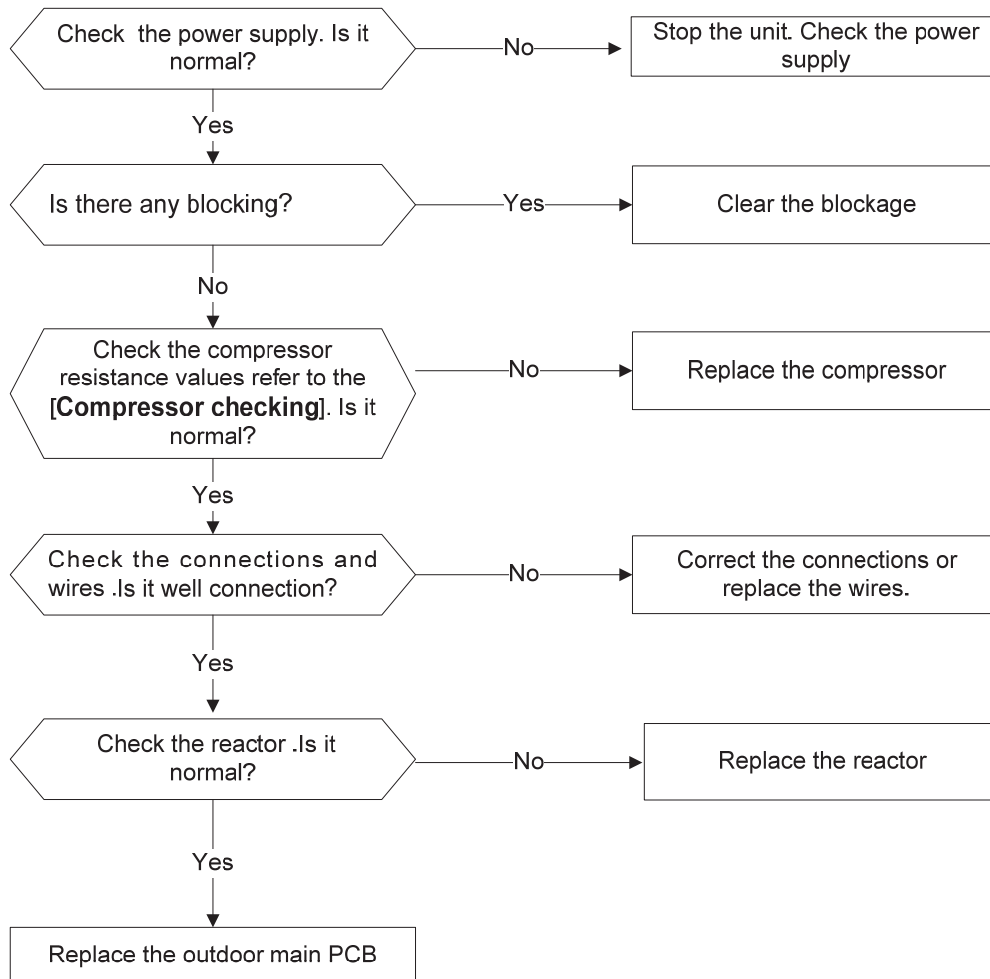 Check the power supply. Is it
normal?
No
Stop the unit. Check the power
supply
Yes
Is there any blocking?
Yes
Clear the blockage
No
Check the compressor
resistance values refer to the
[Compressor checking]. Is it
normal?
No
Replace the compressor
Yes
Check the connections and
wires .Is it well connection?
No
Correct the connections or
replace the wires.
Yes
Check the reactor .Is it
normal?
No
Replace the reactor
Yes
Replace the outdoor main PCB